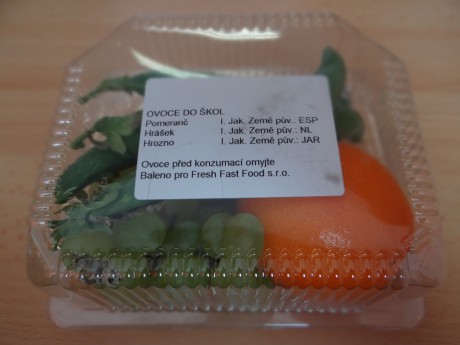 OVOCE DO ŠKOL
Pomeranč I. Jak. Země pův.: ESP
Hrášek I. Jak. Země pův.: NL
Hrozno I. Jak. Země pův.: JAR
Ovoce před konzumací omyjte
Baleno pro Fresh Fast Food s.r.o.